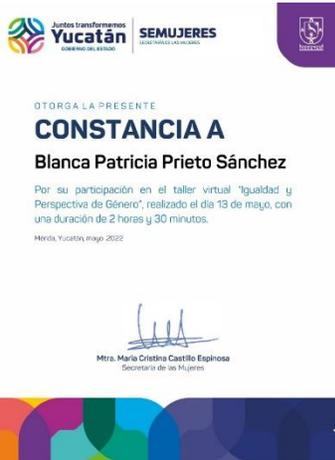 Juntos transformemos
Yucatán
GOBIERNO DEL ESTADO
SEMUJERES
SECRETARÍA DE LAS MUJERES
OTORGA LA PRESENTE
CONSTANCIA A
Blanca Patricia Prieto Sánchez
Por su participación en el taller virtual "Igualdad y
Perspectiva de Género", realizado el día 13 de mayo, con
una duración de 2 horas y 30 minutos.
Mérida, Yucatán, mayo 2022
Mtra. María Cristina Castillo Espinosa
Secretaria de las Mujeres